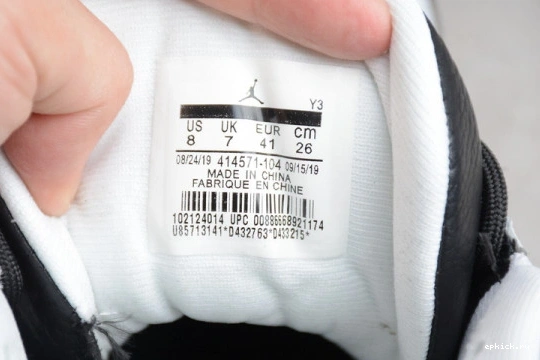 Y3
US UK EUR cm
8 7 41 26
08/24/19 414571-104 09/15/19
MADE IN CHINA
FABRIQUE EN CHINE
102124014 UPC 00886668921174
U85713141*D432763*D433215*